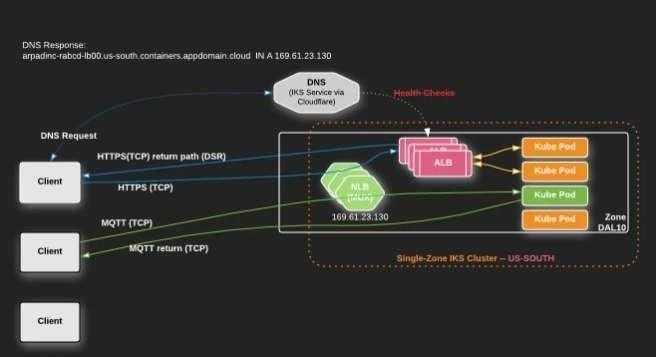 DNS Response:
arpadinc-rabcd-lb00.us-south.containers.appdomain.cloud IN A 169.61.23.130
DNS
(IKS Service via
Cloudflare)
Health Checks
DNS Request
HTTPS(TCP) return path (DSR)
Client
HTTPS (TCP)
ALB
ALB
Kube Pod
Kube Pod
Kube Pod
Kube Pod
NLB
(MUX)
169.61.23.130
Zone
DAL10
MQTT (TCP)
Client
MQTT return (TCP)
Single-Zone IKS Cluster -- US-SOUTH
Client